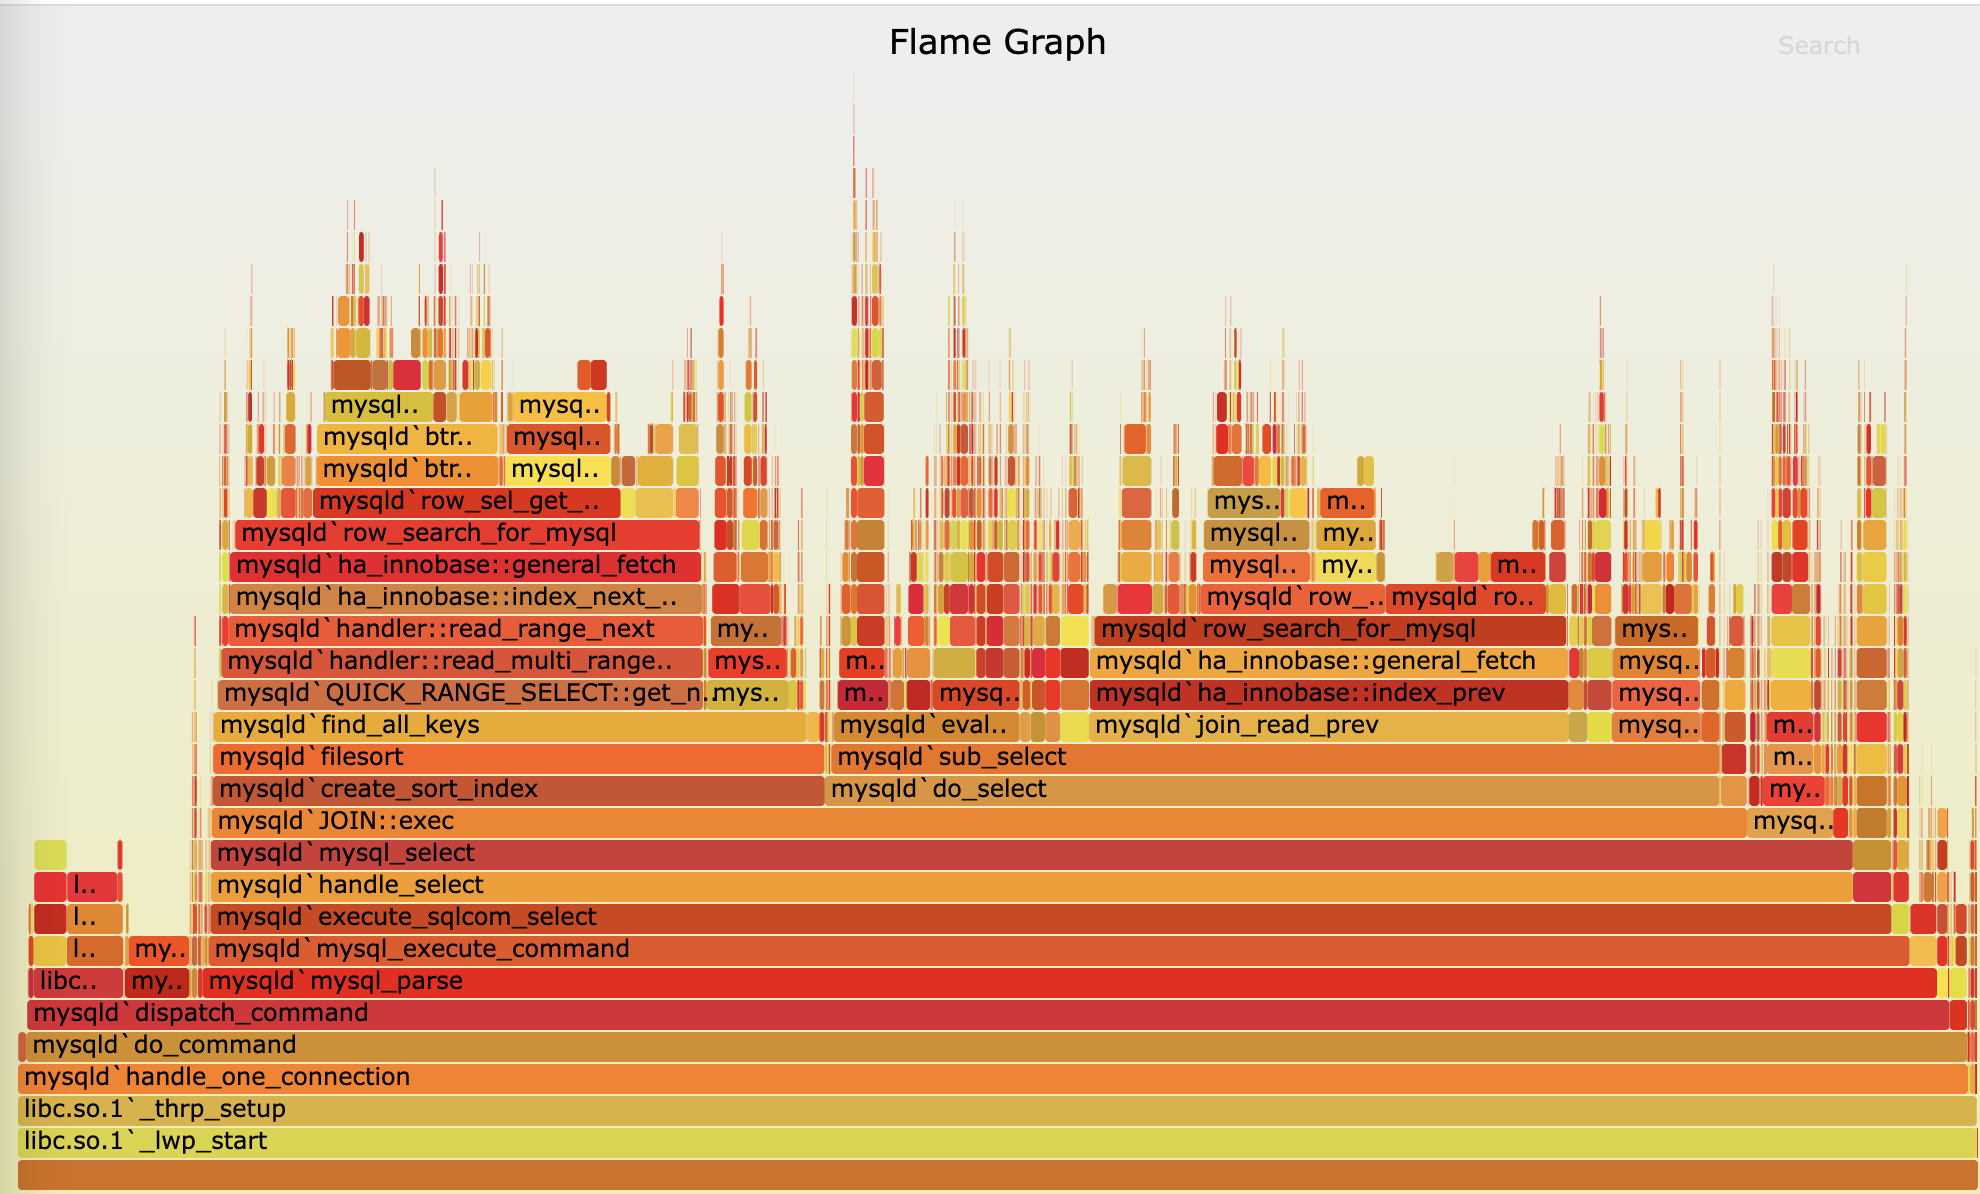 Flame Graph
Search
mysql.. mysq..
mysqld`btr.. mysql..
mysqld`btr.. mysql..
mysqld`row_sel_get_.. mys.. m..
mysqld`row_search_for_mysql mysql.. my..
mysqld`ha_innobase::general_fetch mysql.. my.. m..
mysqld`ha_innobase::index_next_.. mysqld`row_.. mysqld`ro..
mysqld`handler::read_range_next my.. mysqld`row_search_for_mysql mys..
mysqld`handler::read_multi_range.. mys.. m.. mysqld`ha_innobase::general_fetch mysq..
mysqld`QUICK_RANGE_SELECT::get_n.. mys.. m.. mysq.. mysqld`ha_innobase::index_prev mysq..
mysqld`find_all_keys mysqld`eval.. mysqld`join_read_prev mysq.. m..
mysqld`filesort mysqld`sub_select m..
mysqld`create_sort_index mysqld`do_select my..
mysqld`JOIN::exec mysq..
mysqld`mysql_select
l.. mysqld`handle_select
l.. mysqld`execute_sqlcom_select
l.. my.. mysqld`mysql_execute_command
libc.. my.. mysqld`mysql_parse
mysqld`dispatch_command
mysqld`do_command
mysqld`handle_one_connection
libc.so.1`_thrp_setup
libc.so.1`_lwp_start